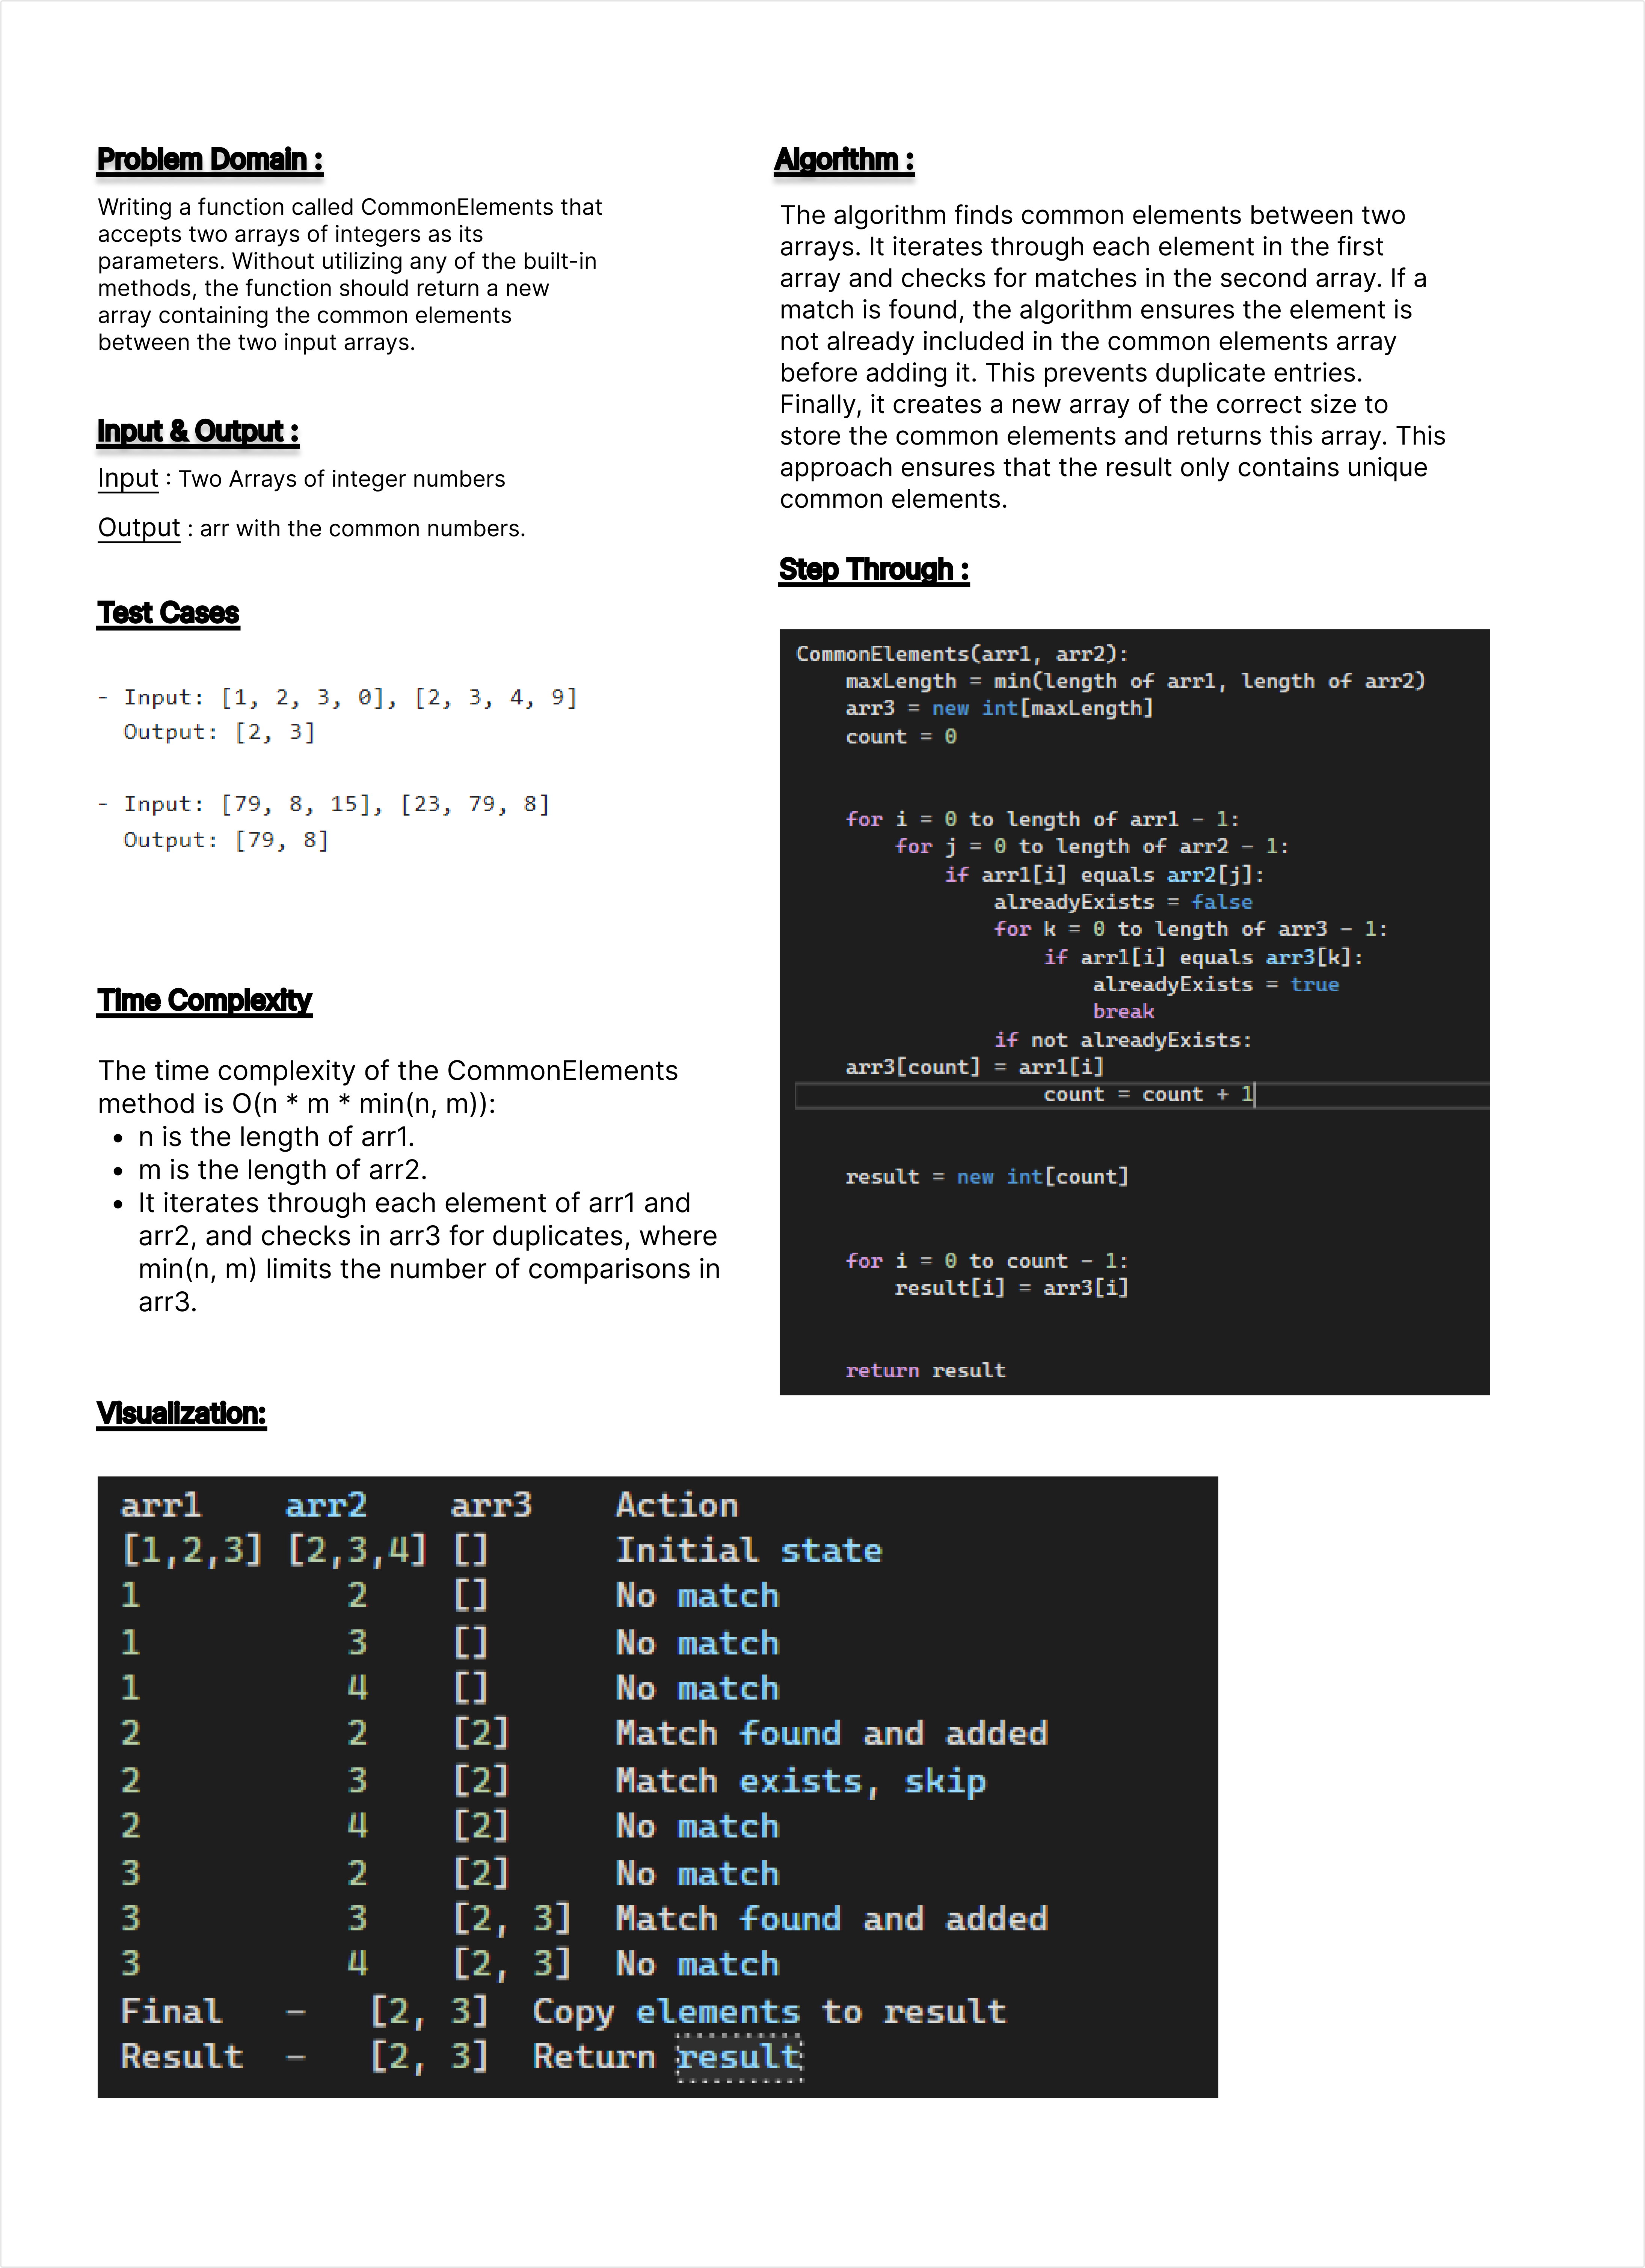 Problem Domain :
Writing a function called CommonElements that
accepts two arrays of integers as its
parameters. Without utilizing any of the built-in
methods, the function should return a new
array containing the common elements
between the two input arrays.
Input & Output :
Input : Two Arrays of integer numbers
Output : arr with the common numbers.
Test Cases
- Input: [1, 2, 3, 0], [2, 3, 4, 9]
Output: [2, 3]
- Input: [79, 8, 15], [23, 79, 8]
Output: [79, 8]
Time Complexity
The time complexity of the CommonElements
method is O(n * m * min(n, m)):
• n is the length of arr1.
• m is the length of arr2.
• It iterates through each element of arr1 and
arr2, and checks in arr3 for duplicates, where
min(n, m) limits the number of comparisons in
arr3.
Algorithm :
The algorithm finds common elements between two
arrays. It iterates through each element in the first
array and checks for matches in the second array. If a
match is found, the algorithm ensures the element is
not already included in the common elements array
before adding it. This prevents duplicate entries.
Finally, it creates a new array of the correct size to
store the common elements and returns this array. This
approach ensures that the result only contains unique
common elements.
Step Through :
CommonElements(arr1, arr2):
maxLength = min(length of arr1, length of arr2)
arr3 = new int[maxLength]
count = 0
for i = 0 to length of arr1 - 1:
for j = 0 to length of arr2 - 1:
if arr1[i] equals arr2[j]:
alreadyExists = false
for k = 0 to length of arr3 - 1:
if arr1[i] equals arr3[k]:
alreadyExists = true
break
if not alreadyExists:
arr3[count] = arr1[i]
count = count + 1
result = new int[count]
for i = 0 to count - 1:
result[i] = arr3[i]
return result
Visualization:
arr1 arr2 arr3 Action
[1,2,3] [2,3,4] [] Initial state
1 2 [] No match
1 3 [] No match
1 4 [] No match
2 2 [2] Match found and added
2 3 [2] Match exists, skip
2 4 [2] No match
3 2 [2] No match
3 3 [2, 3] Match found and added
3 4 [2, 3] No match
Final - [2, 3] Copy elements to result
Result - [2, 3] Return result